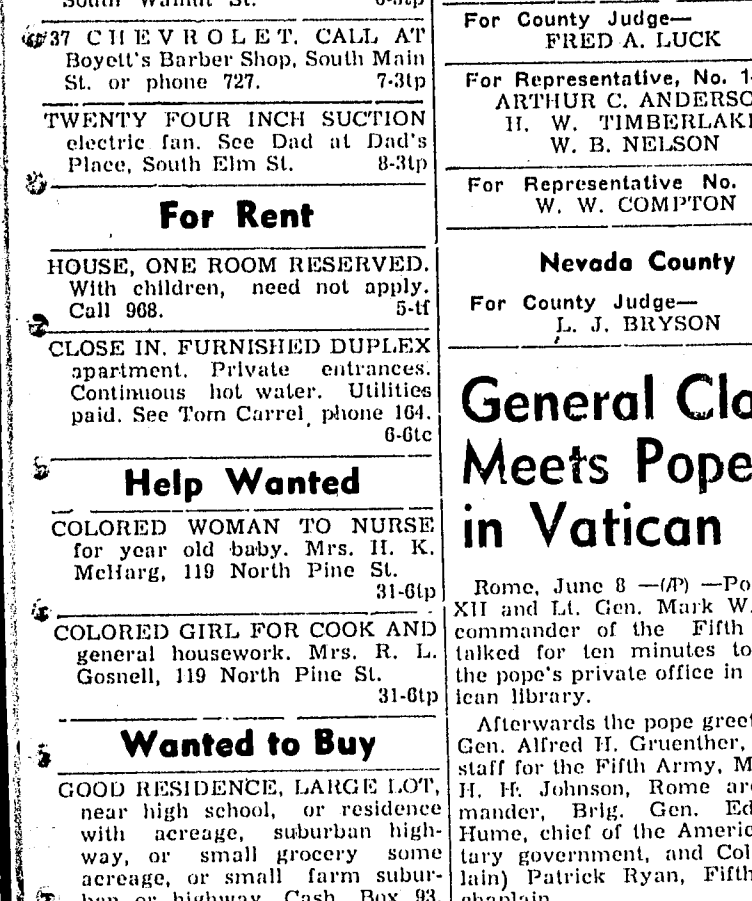 South Walnut St.
'37 CHEVROLET. CALL AT
Boyett's Barber Shop, South Main
St. or phone 727. 7-3tp
TWENTY FOUR INCH SUCTION
electric fan. See Dad at Dad's
Place, South Elm St. 8-3tp
For Rent
HOUSE, ONE ROOM RESERVED.
With children, need not apply.
Call 968. 5-tf
CLOSE IN. FURNISHED DUPLEX
apartment. Private entrances.
Continuous hot water. Utilities
paid. See Tom Carrel, phone 164.
6-6tc
Help Wanted
COLORED WOMAN TO NURSE
for year old baby. Mrs. H. K.
McHarg, 119 North Pine St.
31-6tp
COLORED GIRL FOR COOK AND
general housework. Mrs. R. L.
Gosnell, 119 North Pine St.
31-6tp
Wanted to Buy
GOOD RESIDENCE, LARGE LOT,
near high school, or residence
with acreage, suburban high-
way, or small grocery some
acreage, or small farm subur-
ban or highway. Cash. Box 93,
For County Judge—
FRED A. LUCK
For Representative, No. 1
ARTHUR C. ANDERSO
H. W. TIMBERLAK
W. B. NELSON
For Representative No.
W. W. COMPTON
Nevada County
For County Judge—
L. J. BRYSON
General Cla
Meets Pope
in Vatican
Rome, June 8 —(AP) —Po
XII and Lt. Gen. Mark W.
commander of the Fifth
talked for ten minutes to
the pope's private office in
ican library.
Afterwards the pope greet
Gen. Alfred H. Gruenther,
staff for the Fifth Army, M
H. H. Johnson, Rome are
mander, Brig. Gen. Ed
Hume, chief of the Americ
tary government, and Col
lain) Patrick Ryan, Fifth
chaplain.